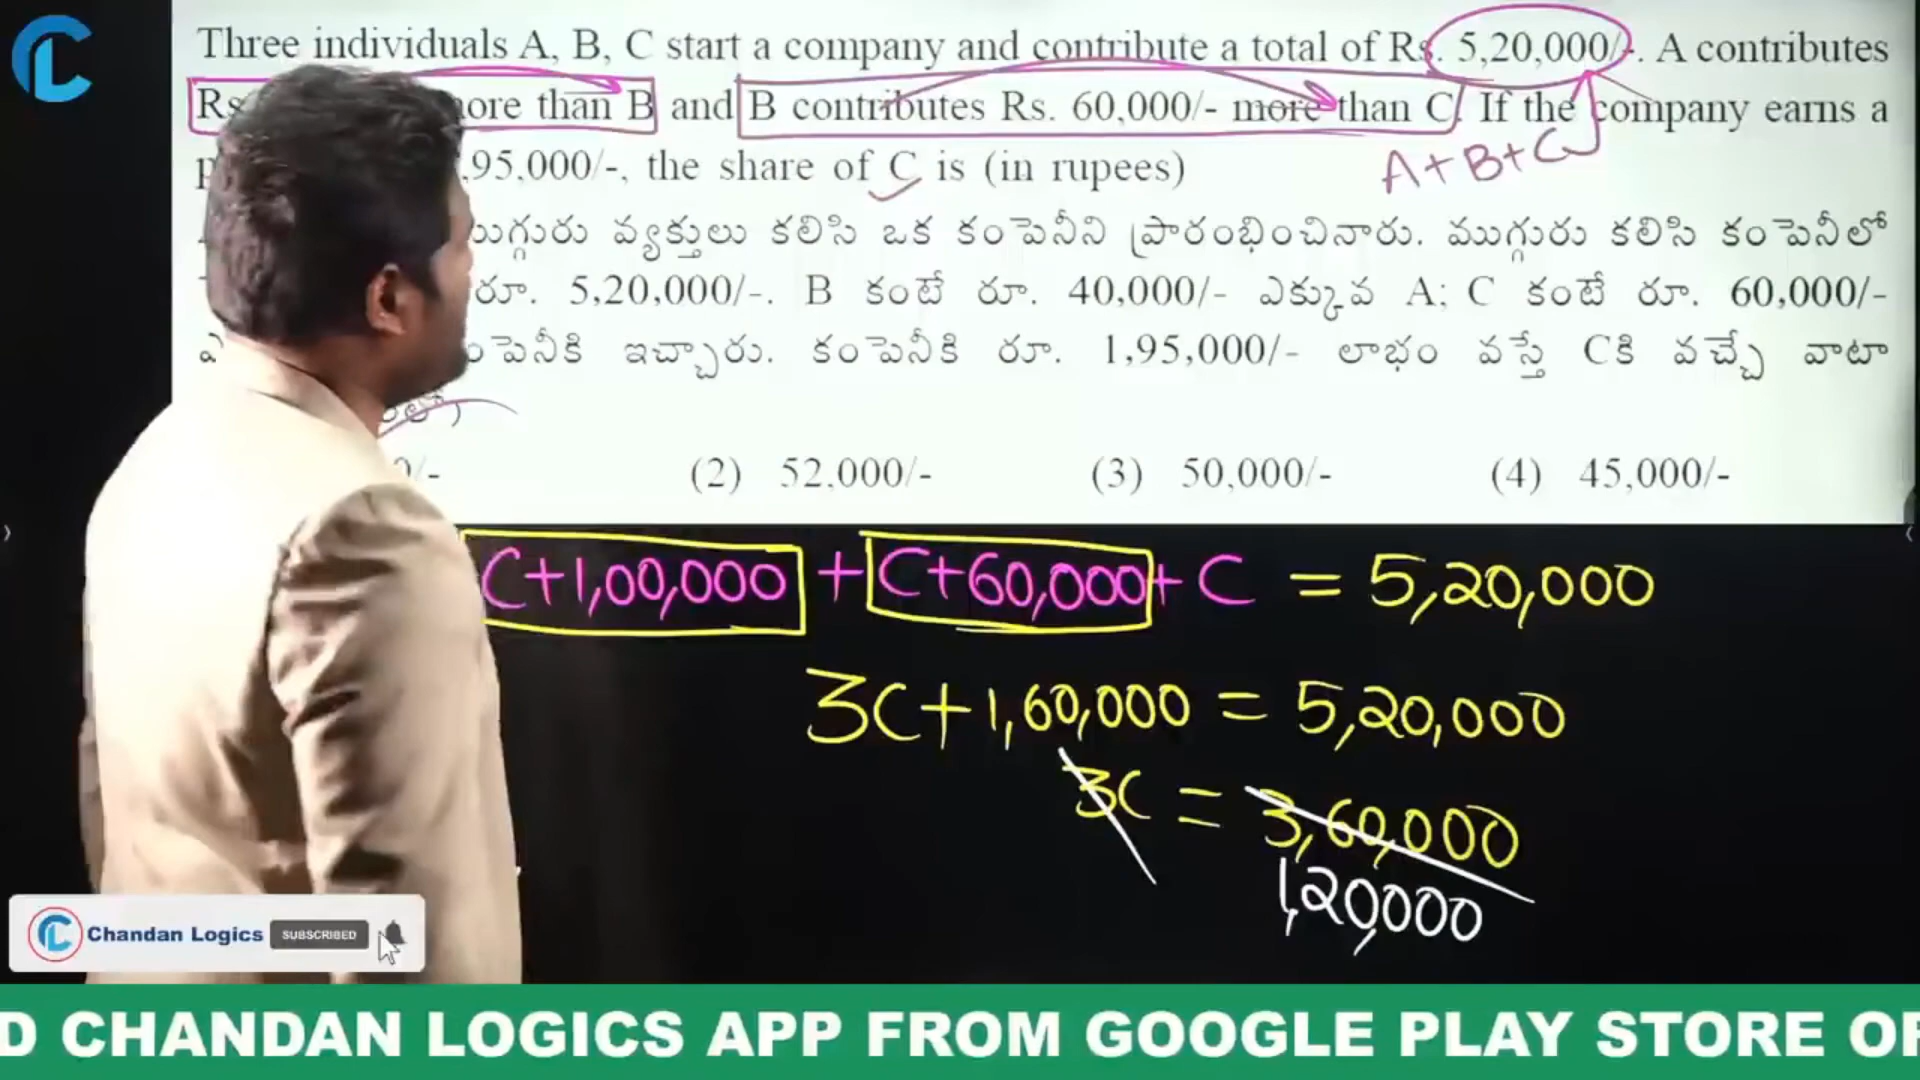 Three individuals A, B, C start a company and contribute a total of Rs. 5,20,000/-. A contributes
Rs. more than B and B contributes Rs. 60,000/- more than C. If the company earns a
,95,000/-, the share of C is (in rupees)
A+B+C
ముగ్గురు వ్యక్తులు కలిసి ఒక కంపెనీని ప్రారంభించినారు. ముగ్గురు కలిసి కంపెనీలో
రూ. 5,20,000/-. B కంటే రూ. 40,000/- ఎక్కువ A; C కంటే రూ. 60,000/-
ఇచ్చారు. కంపెనీకి రూ. 1,95,000/- లాభం వస్తే Cకి వచ్చే వాటా
(2) 52,000/- (3) 50,000/- (4) 45,000/-
C+1,00,000 + C+60,000 + C = 5,20,000
3C+1,60,000 = 5,20,000
3C = 3,60,000
1,20,000
Chandan Logics SUBSCRIBED
D CHANDAN LOGICS APP FROM GOOGLE PLAY STORE OF